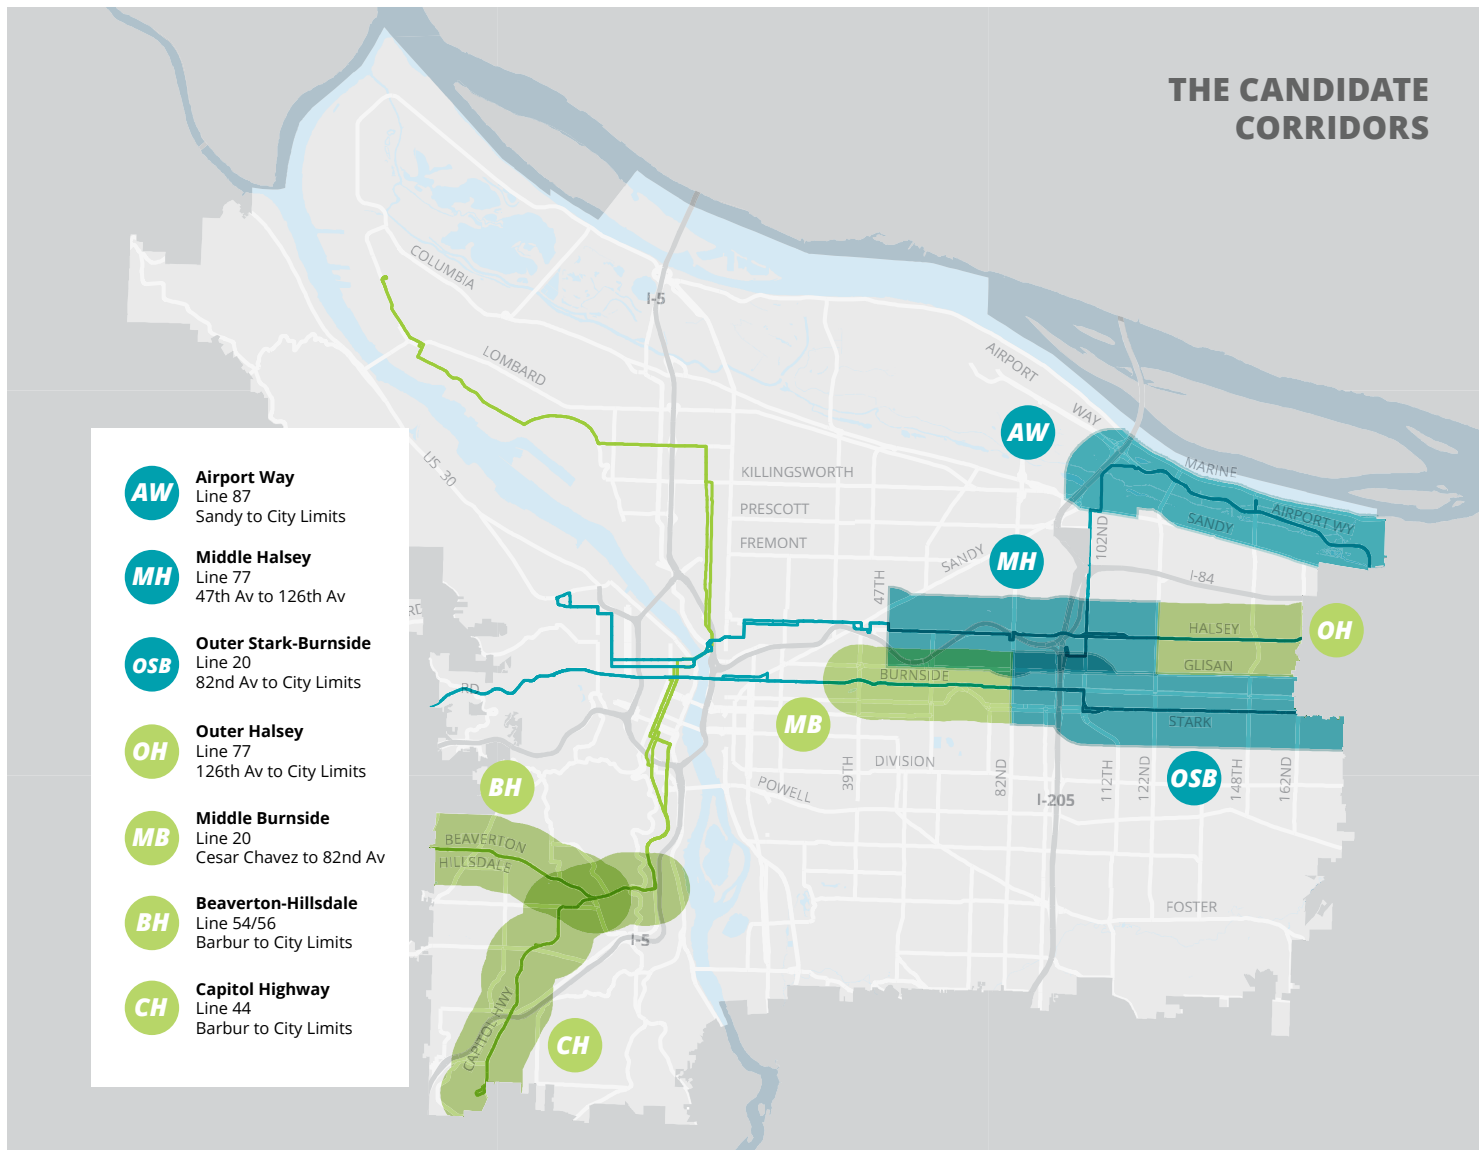 THE CANDIDATE
CORRIDORS
COLUMBIA
I-5
LOMBARD
AIRPORT
WAY
AW
US 30
KILLINGSWORTH
MARINE
PRESCOTT
SANDY
AIRPORT WY
FREMONT
102ND
SANDY
MH
I-84
47TH
RD
HALSEY
OH
GLISAN
BURNSIDE
RD
STARK
MB
DIVISION
39TH
82ND
112TH
122ND
OSB
148TH
162ND
POWELL
I-205
BH
BEAVERTON
HILLSDALE
FOSTER
I-5
CAPITOL HWY
CH
AW
Airport Way
Line 87
Sandy to City Limits
MH
Middle Halsey
Line 77
47th Av to 126th Av
OSB
Outer Stark-Burnside
Line 20
82nd Av to City Limits
OH
Outer Halsey
Line 77
126th Av to City Limits
MB
Middle Burnside
Line 20
Cesar Chavez to 82nd Av
BH
Beaverton-Hillsdale
Line 54/56
Barbur to City Limits
CH
Capitol Highway
Line 44
Barbur to City Limits